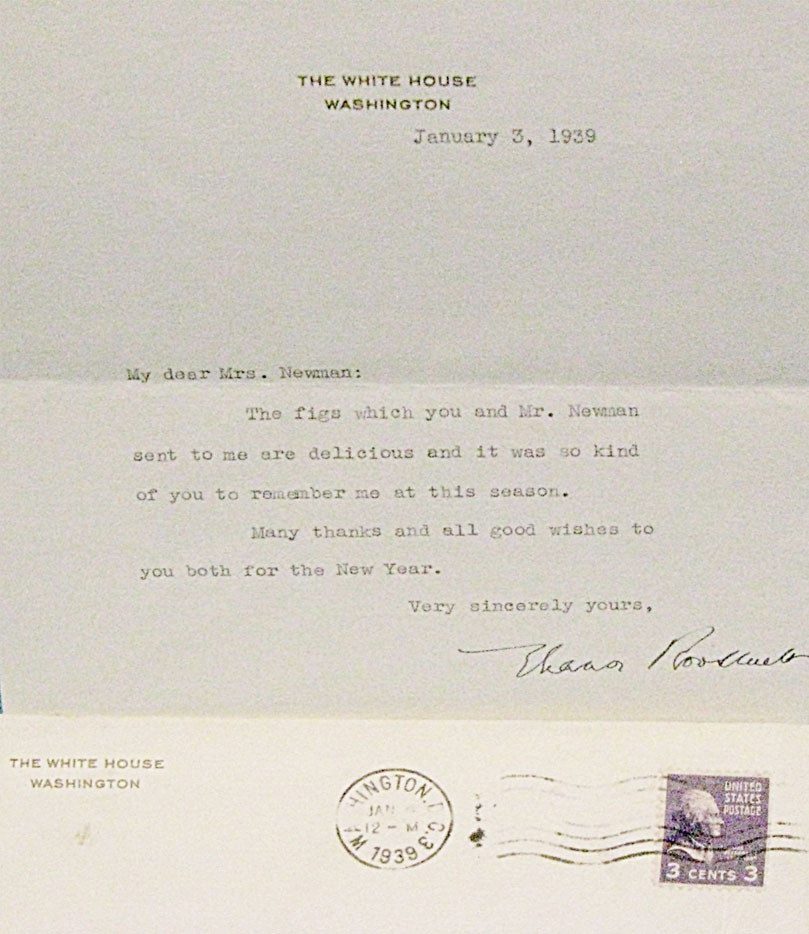 THE WHITE HOUSE
WASHINGTON
January 3, 1939
My dear Mrs. Newman:
The figs which you and Mr. Newman
sent to me are delicious and it was so kind
of you to remember me at this season.
Many thanks and all good wishes to
you both for the New Year.
Very sincerely yours,
Eleanor Roosevelt
THE WHITE HOUSE
WASHINGTON
HINGTON, D.C.
JAN
12 - M
1939
UNITED
STATES
POSTAGE
3 CENTS 3